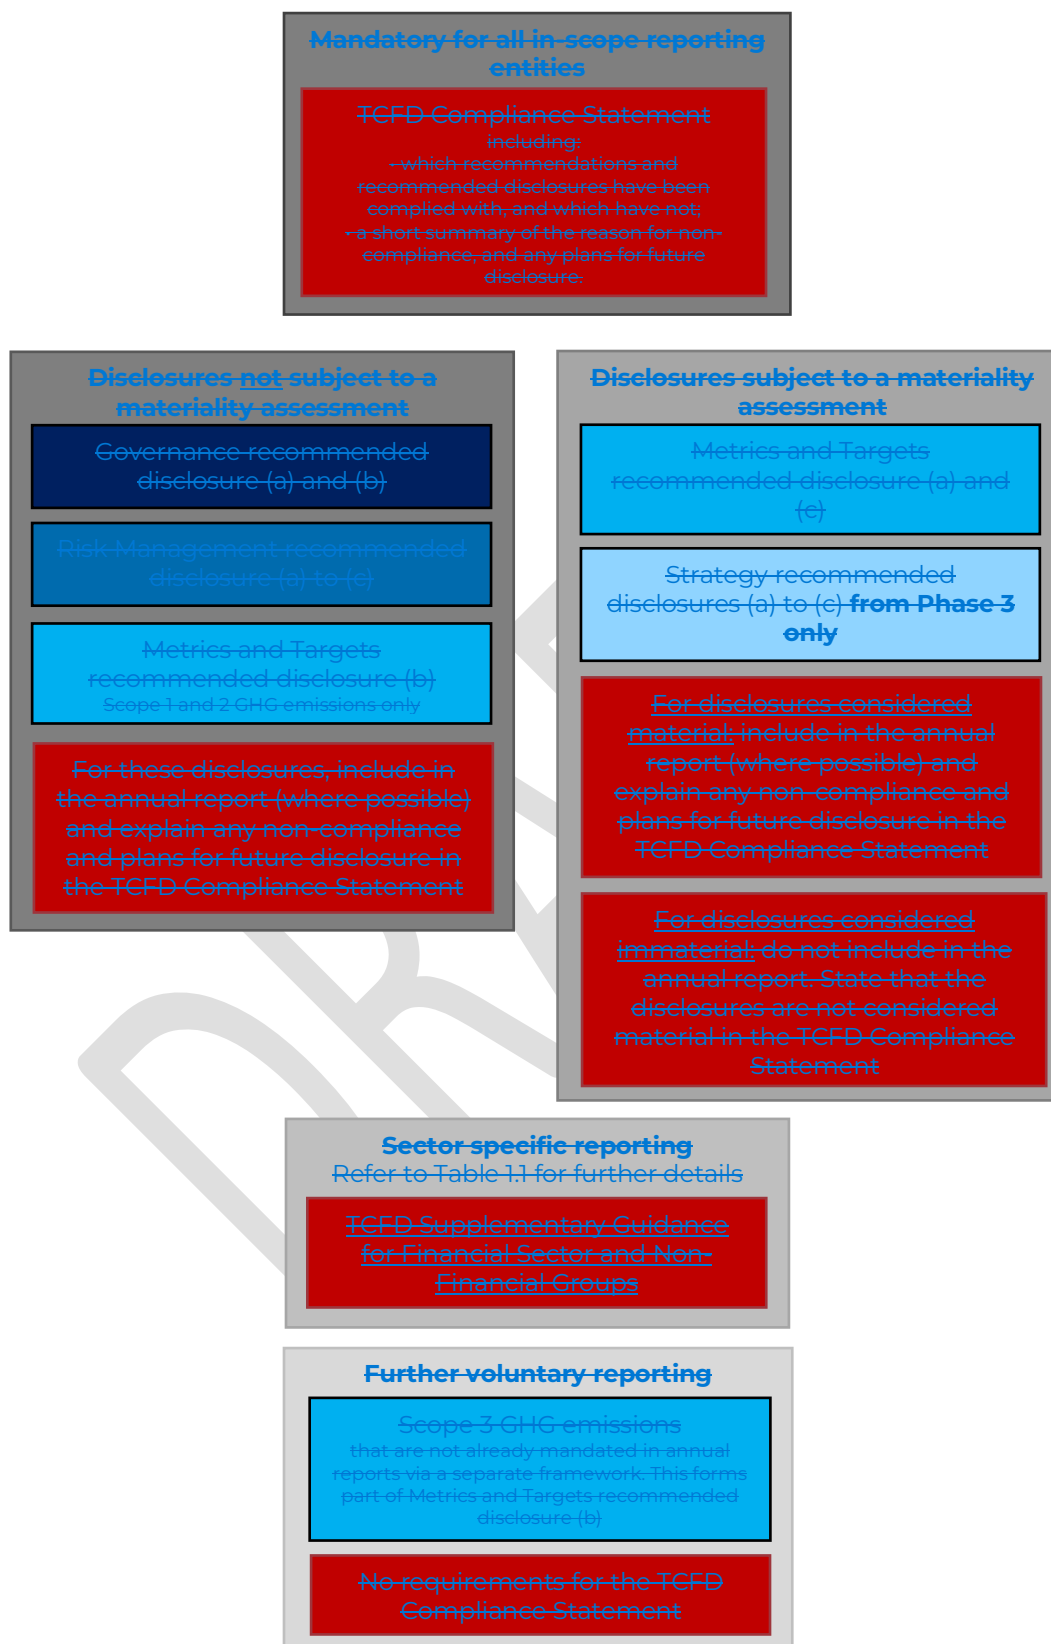 Mandatory for all in-scope reporting
entities
TCFD Compliance Statement
including:
- which recommendations and
recommended disclosures have been
complied with, and which have not;
- a short summary of the reason for non-
compliance, and any plans for future
disclosure.
Disclosures not subject to a
materiality assessment
Governance recommended
disclosure (a) and (b)
Risk Management recommended
disclosure (a) to (c)
Metrics and Targets
recommended disclosure (b)
Scope 1 and 2 GHG emissions only
For these disclosures, include in
the annual report (where possible)
and explain any non-compliance
and plans for future disclosure in
the TCFD Compliance Statement
Disclosures subject to a materiality
assessment
Metrics and Targets
recommended disclosure (a) and
(c)
Strategy recommended
disclosures (a) to (c) from Phase 3
only
For disclosures considered
material: include in the annual
report (where possible) and
explain any non-compliance and
plans for future disclosure in the
TCFD Compliance Statement
For disclosures considered
immaterial: do not include in the
annual report. State that the
disclosures are not considered
material in the TCFD Compliance
Statement
Sector specific reporting
Refer to Table 1.1 for further details
TCFD Supplementary Guidance
for Financial Sector and Non-
Financial Groups
Further voluntary reporting
Scope 3 GHG emissions
that are not already mandated in annual
reports via a separate framework. This forms
part of Metrics and Targets recommended
disclosure (b)
No requirements for the TCFD
Compliance Statement